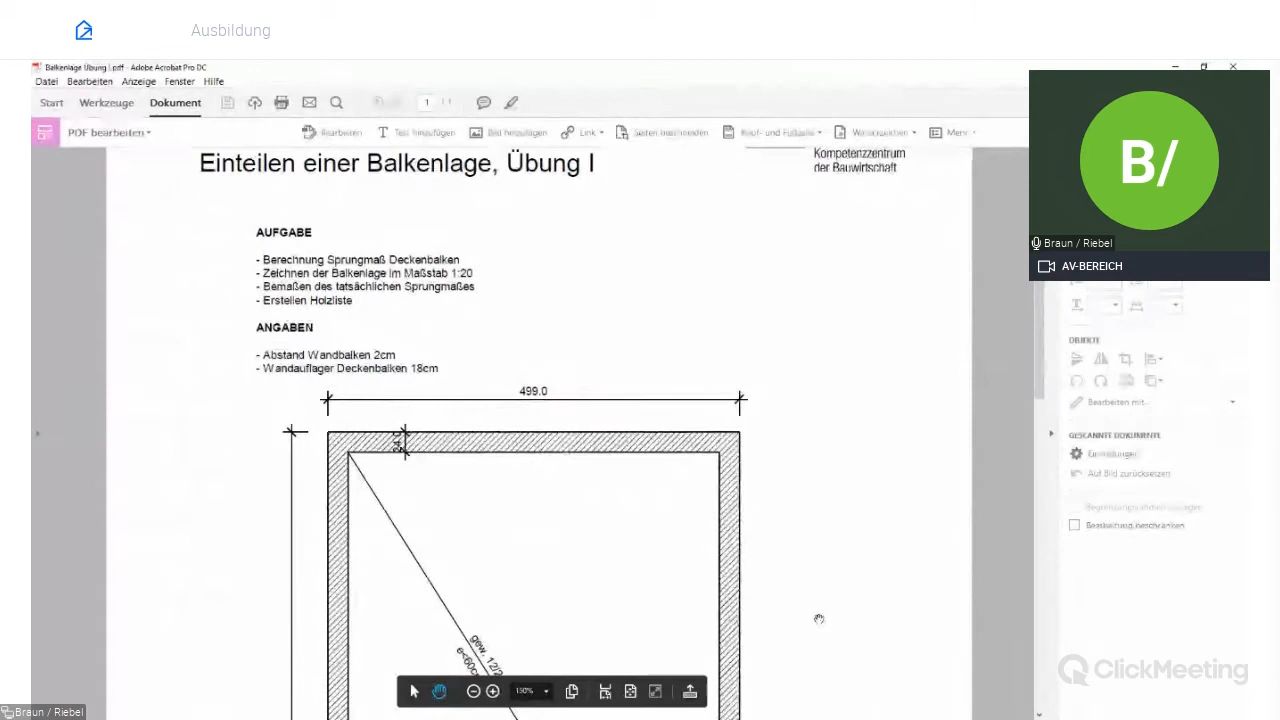 Ausbildung
Balkenlage Übung I.pdf - Adobe Acrobat Pro DC
Datei Bearbeiten Anzeige Fenster Hilfe
Start Werkzeuge Dokument 1
PDF bearbeiten Bearbeiten Text hinzufügen Bild hinzufügen Link Kopf- und Fußzeile Wasserzeichen Mehr
Einteilen einer Balkenlage, Übung I
Kompetenzzentrum
der Bauwirtschaft
B/
Braun / Riebel
AV-BEREICH
AUFGABE
- Berechnung Sprungmaß Deckenbalken
- Zeichnen der Balkenlage im Maßstab 1:20
- Bemaßen des tatsächlichen Sprungmaßes
- Erstellen Holzliste
ANGABEN
- Abstand Wandbalken 2cm
- Wandauflager Deckenbalken 18cm
499.0
24.0
gew. 12/2
e<60c
OBJEKTE
Bearbeiten mit...
GESCANNTE DOKUMENTE
Einstellungen
Auf Bild zurücksetzen
Bearbeitung beschränken
150%
ClickMeeting
Braun / Riebel